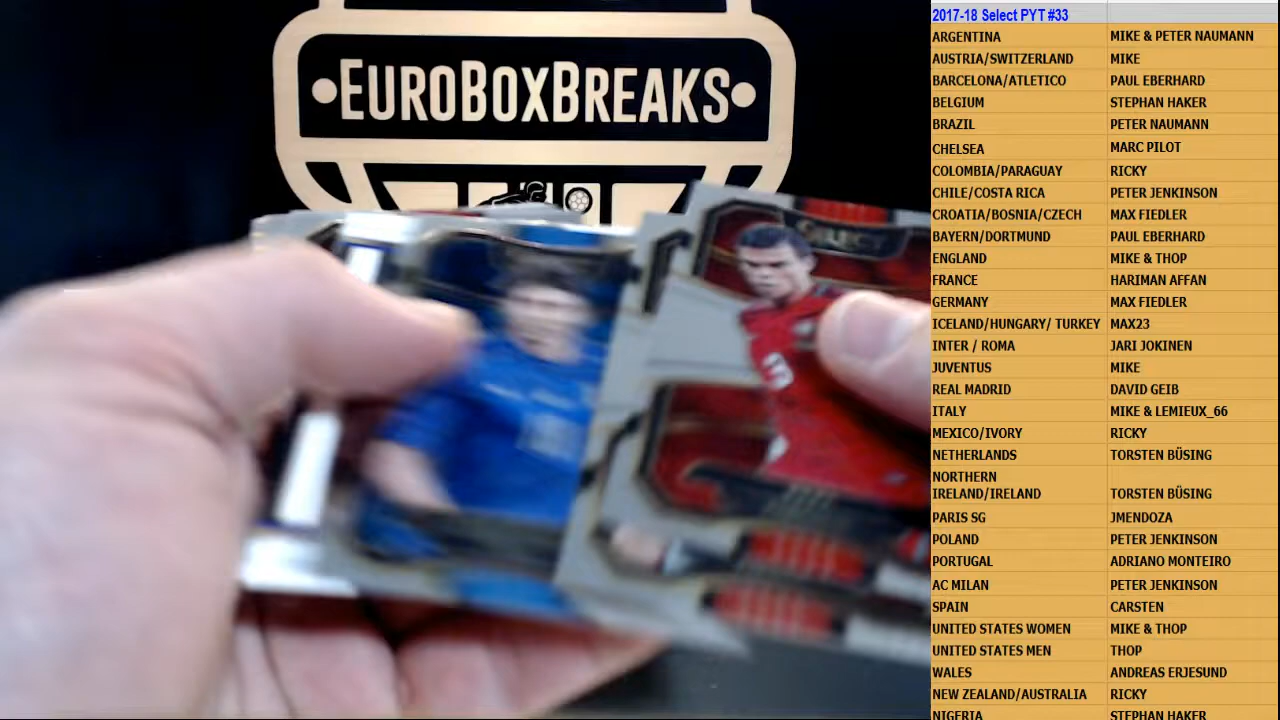 EUROBOXBREAKS
SELECT
3
2017-18 Select PYT #33
ARGENTINA MIKE & PETER NAUMANN
AUSTRIA/SWITZERLAND MIKE
BARCELONA/ATLETICO PAUL EBERHARD
BELGIUM STEPHAN HAKER
BRAZIL PETER NAUMANN
CHELSEA MARC PILOT
COLOMBIA/PARAGUAY RICKY
CHILE/COSTA RICA PETER JENKINSON
CROATIA/BOSNIA/CZECH MAX FIEDLER
BAYERN/DORTMUND PAUL EBERHARD
ENGLAND MIKE & THOP
FRANCE HARIMAN AFFAN
GERMANY MAX FIEDLER
ICELAND/HUNGARY/ TURKEY MAX23
INTER / ROMA JARI JOKINEN
JUVENTUS MIKE
REAL MADRID DAVID GEIB
ITALY MIKE & LEMIEUX_66
MEXICO/IVORY RICKY
NETHERLANDS TORSTEN BÜSING
NORTHERN
IRELAND/IRELAND TORSTEN BÜSING
PARIS SG JMENDOZA
POLAND PETER JENKINSON
PORTUGAL ADRIANO MONTEIRO
AC MILAN PETER JENKINSON
SPAIN CARSTEN
UNITED STATES WOMEN MIKE & THOP
UNITED STATES MEN THOP
WALES ANDREAS ERJESUND
NEW ZEALAND/AUSTRALIA RICKY
NIGERIA STEPHAN HAKER